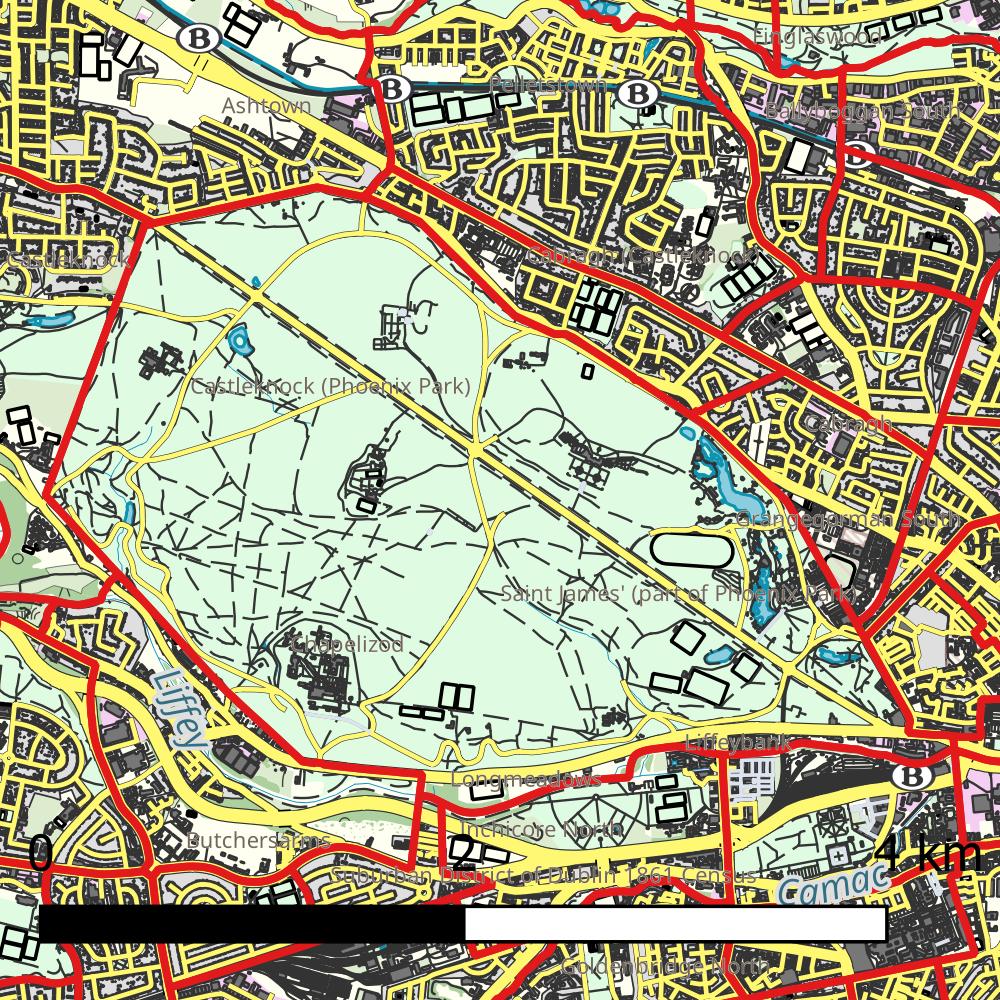 Finglaswood
B
Pelletstown
B
B
Ashtown
Ballyboggan South
B
Castleknock
Cabragh (Castleknock)
Castleknock (Phoenix Park)
Cabragh
Grangegorman South
Saint James' (part of Phoenix Park)
Chapelizod
Liffey
Liffeybank
Longmeadows
B
Inchicore North
Butchersarms
0
2
4 km
Suburban District of Dublin 1861 Census
Camac
Goldenbridge North